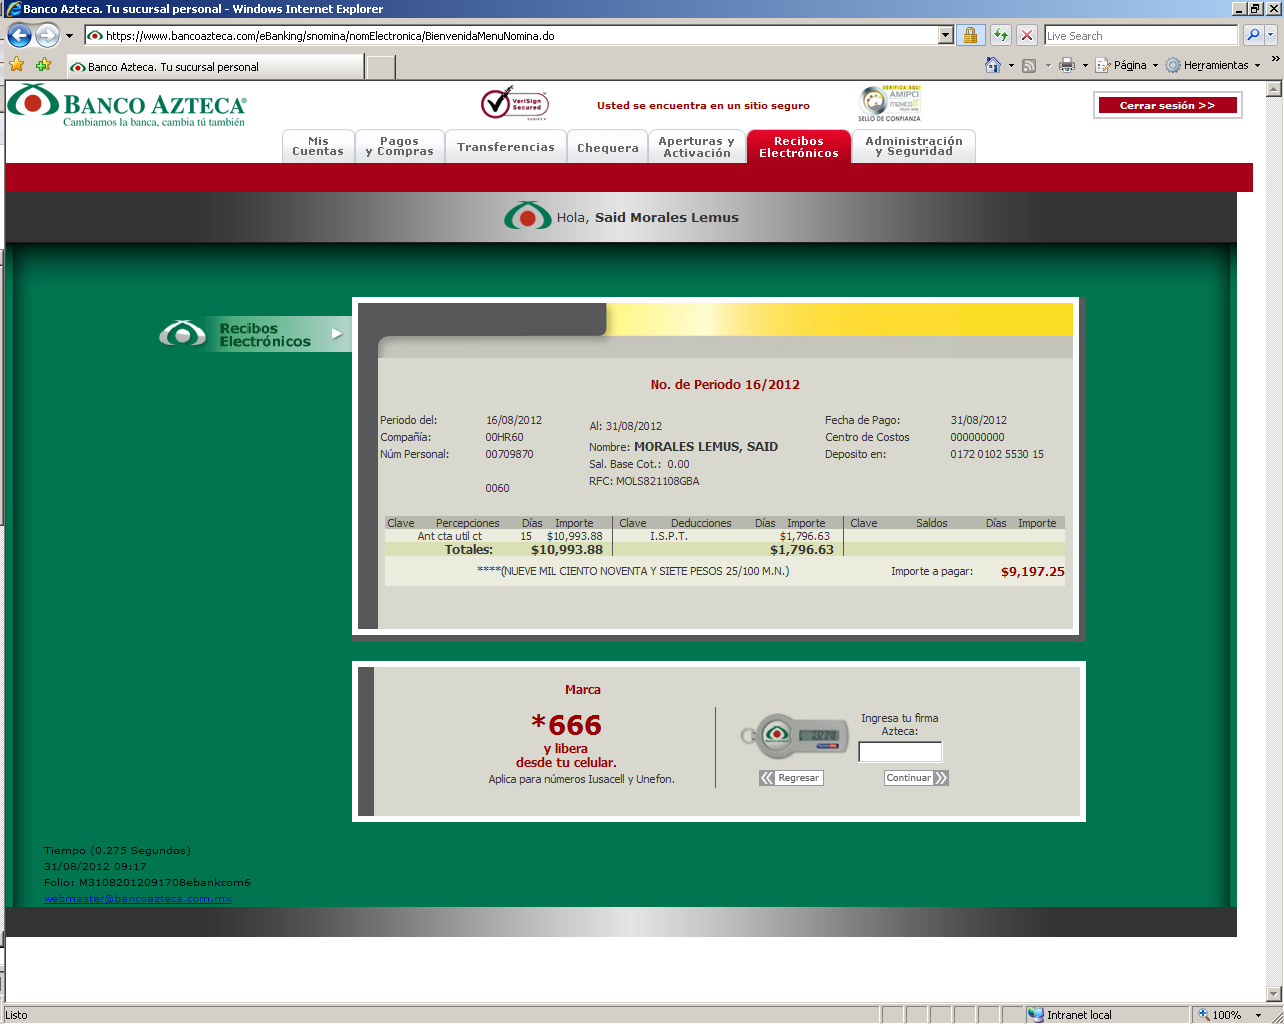 Banco Azteca. Tu sucursal personal - Windows Internet Explorer
https://www.bancoazteca.com/eBanking/snomina/nomElectronica/BienvenidaMenuNomina.do
Live Search
Banco Azteca. Tu sucursal personal
Página
Herramientas
BANCO AZTECA
Cambiamos la banca, cambia tú también
VeriSign Secured
VERIFY
Usted se encuentra en un sitio seguro
VERIFICA AQUI
AMIPCI
SELLO DE CONFIANZA
Cerrar sesión >>
Mis Cuentas
Pagos y Compras
Transferencias
Chequera
Aperturas y Activación
Recibos Electrónicos
Administración y Seguridad
Hola, Said Morales Lemus
Recibos
Electrónicos
No. de Periodo 16/2012
Periodo del: 16/08/2012 Al: 31/08/2012 Fecha de Pago: 31/08/2012
Compañía: 00HR60 Nombre: MORALES LEMUS, SAID Centro de Costos 000000000
Núm Personal: 00709870 Sal. Base Cot.: 0.00 Deposito en: 0172 0102 5530 15
RFC: MOLS821108GBA
0060
Clave Percepciones Días Importe Clave Deducciones Días Importe Clave Saldos Días Importe
Ant cta util ct 15 $10,993.88 I.S.P.T. $1,796.63
Totales: $10,993.88 $1,796.63
****(NUEVE MIL CIENTO NOVENTA Y SIETE PESOS 25/100 M.N.) Importe a pagar: $9,197.25
Marca
*666
y libera
desde tu celular.
Aplica para números Iusacell y Unefon.
Ingresa tu firma
Azteca:
Regresar
Continuar
Tiempo (0.275 Segundos)
31/08/2012 09:17
Folio: M31082012091708ebankcom6
webmaster@bancoazteca.com.mx
Listo
Intranet local
100%